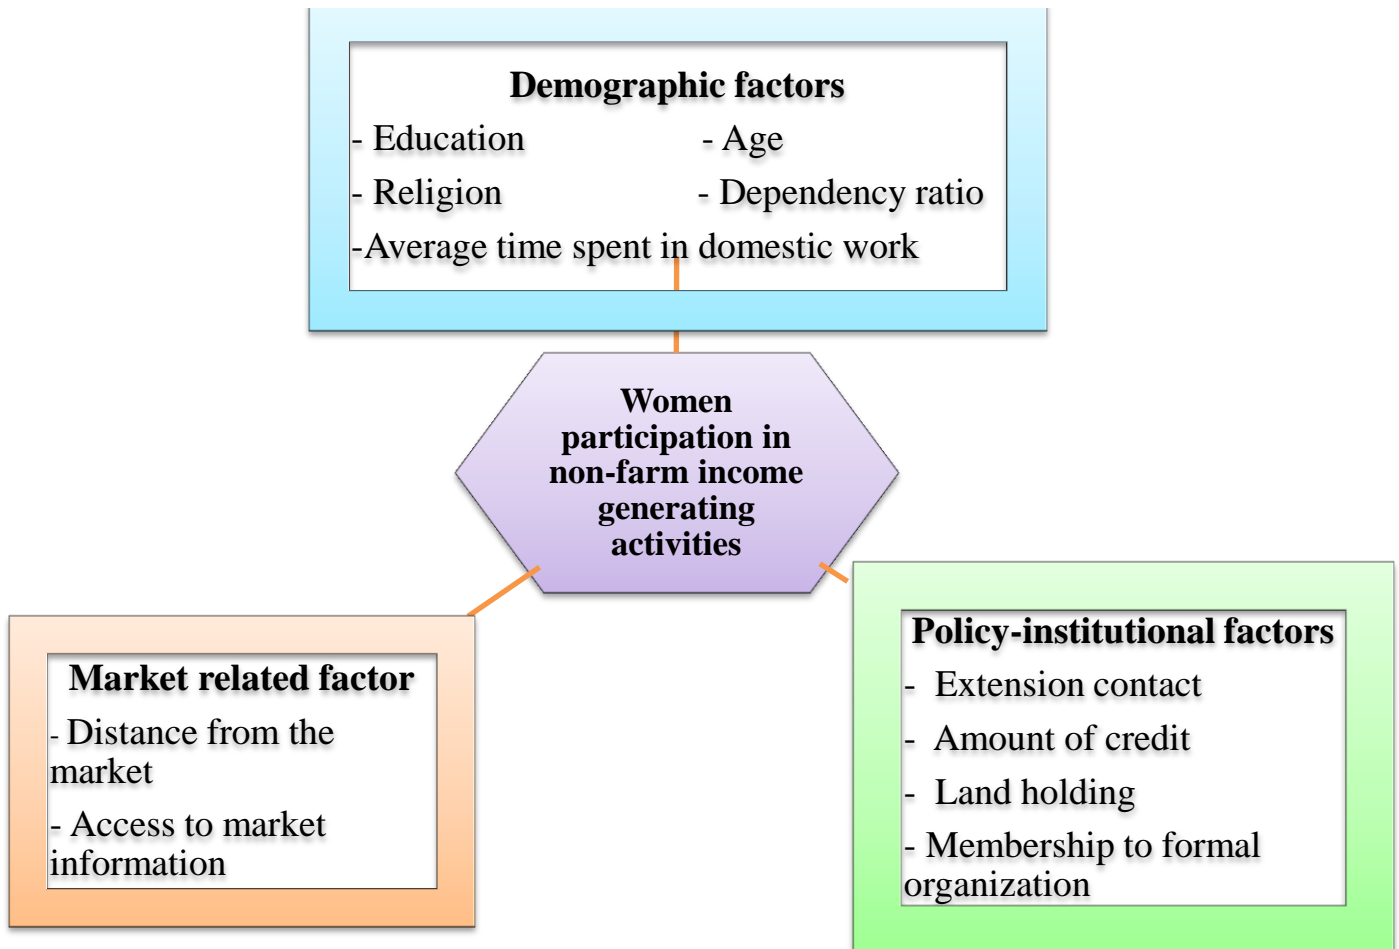 Demographic factors
- Education - Age
- Religion - Dependency ratio
-Average time spent in domestic work
Women
participation in
non-farm income
generating
activities
Market related factor
- Distance from the
market
- Access to market
information
Policy-institutional factors
- Extension contact
- Amount of credit
- Land holding
- Membership to formal
organization